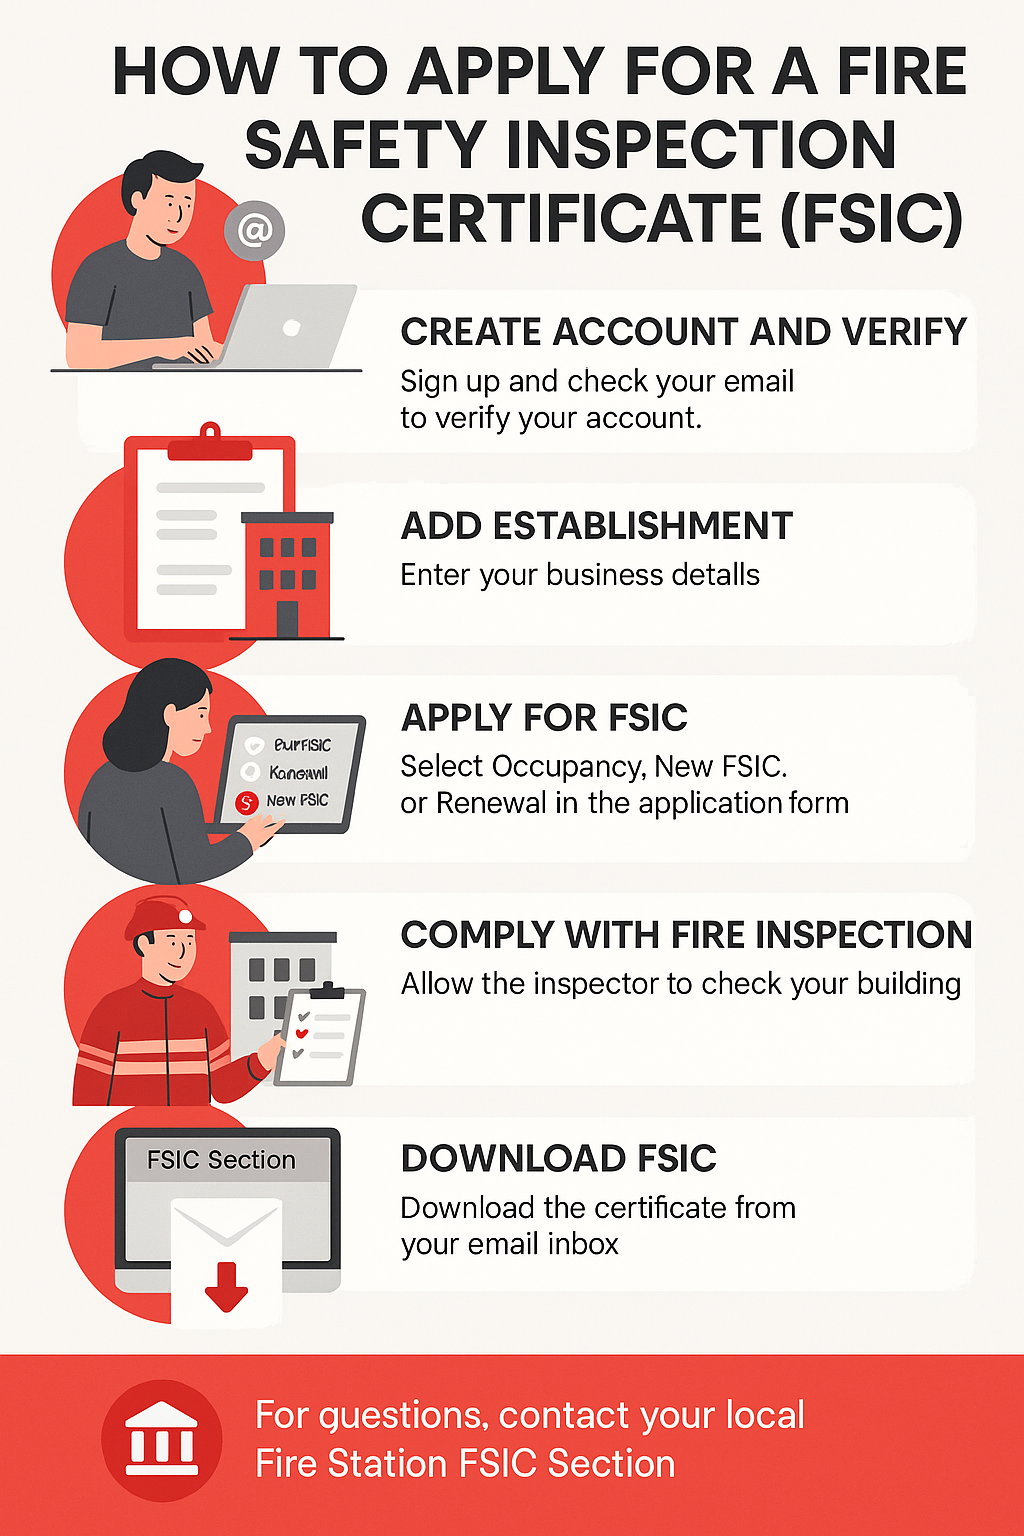 HOW TO APPLY FOR A FIRE
SAFETY INSPECTION
CERTIFICATE (FSIC)
@
CREATE ACCOUNT AND VERIFY
Sign up and check your email
to verify your account.
ADD ESTABLISHMENT
Enter your business detalls
APPLY FOR FSIC
Select Occupancy, New FSIC.
or Renewal in the application form
New FSIC
COMPLY WITH FIRE INSPECTION
Allow the inspector to check your building
FSIC Section
DOWNLOAD FSIC
Download the certificate from
your email inbox
For questions, contact your local
Fire Station FSIC Section